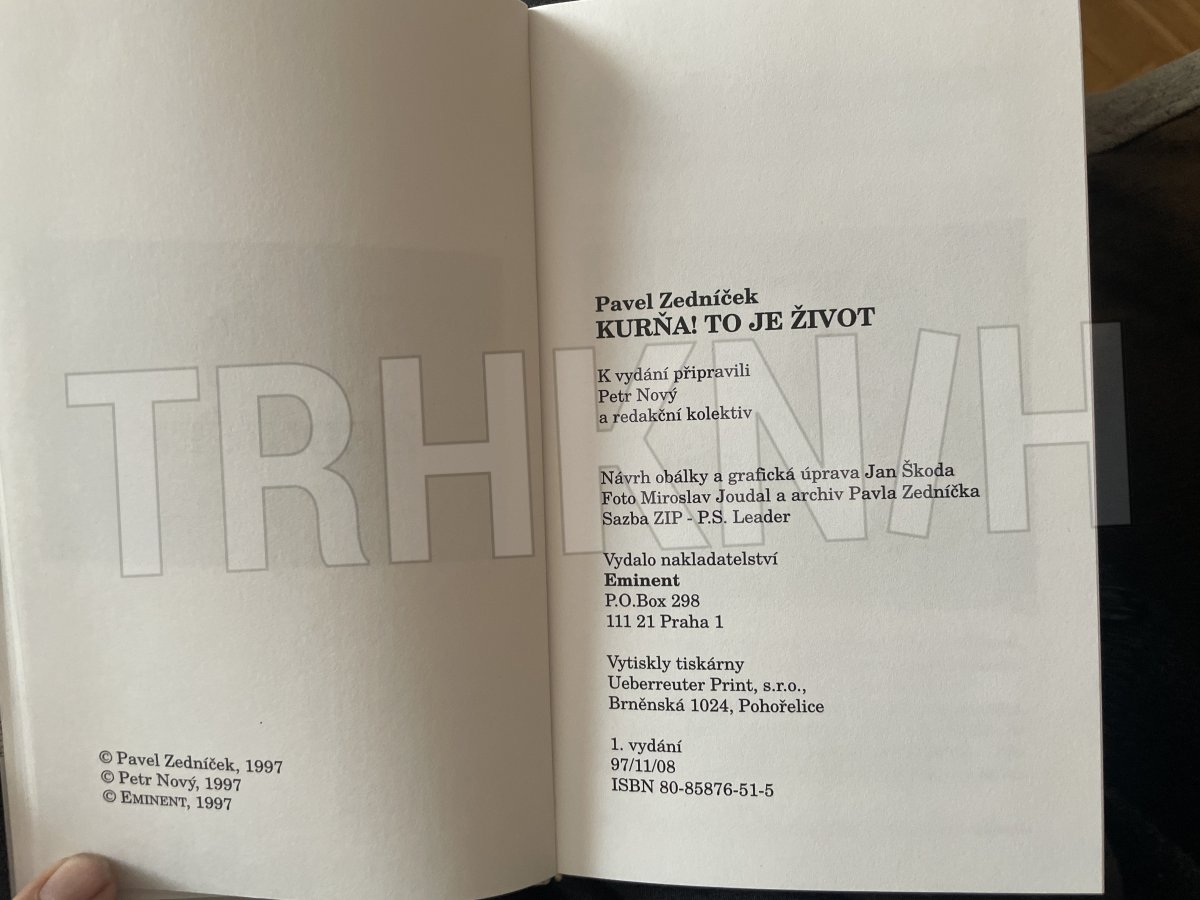 © Pavel Zedníček, 1997
© Petr Nový, 1997
© EMINENT, 1997
Pavel Zedníček
KURŇA! TO JE ŽIVOT
K vydání připravili
Petr Nový
a redakční kolektiv
Návrh obálky a grafická úprava Jan Škoda
Foto Miroslav Joudal a archiv Pavla Zedníčka
Sazba ZIP - P.S. Leader
Vydalo nakladatelství
Eminent
P.O.Box 298
111 21 Praha 1
Vytiskly tiskárny
Ueberreuter Print, s.r.o.,
Brněnská 1024, Pohořelice
1. vydání
97/11/08
ISBN 80-85876-51-5
TRHKN/H